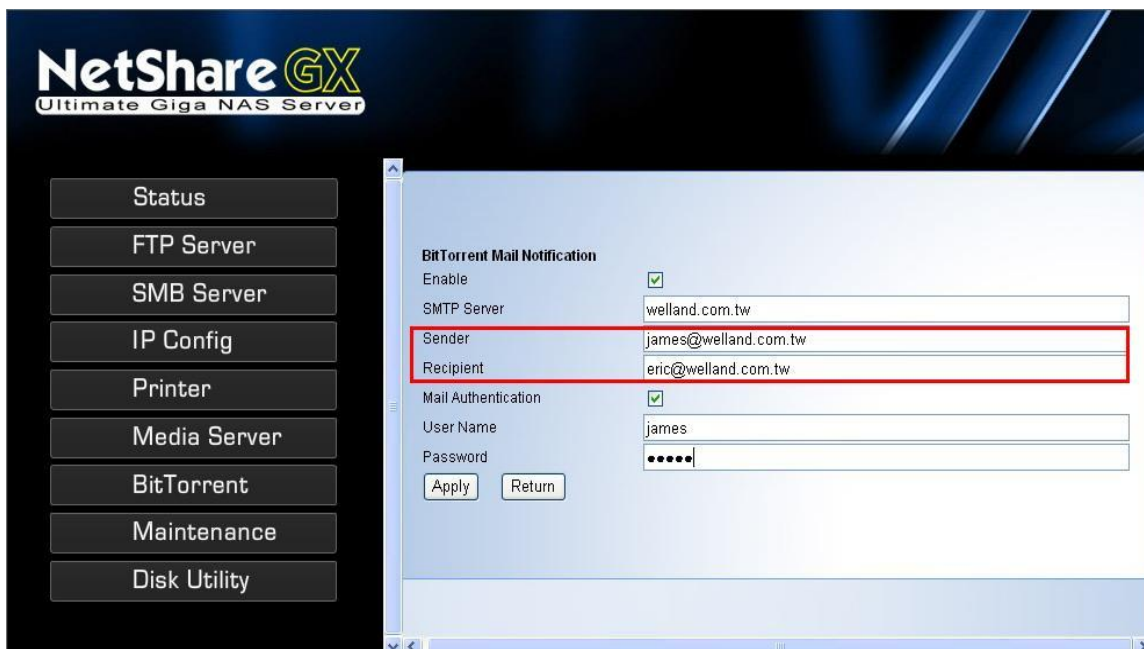 NetShare GX
Ultimate Giga NAS Server
Status
FTP Server
SMB Server
IP Config
Printer
Media Server
BitTorrent
Maintenance
Disk Utility
BitTorrent Mail Notification
Enable
SMTP Server welland.com.tw
Sender james@welland.com.tw
Recipient eric@welland.com.tw
Mail Authentication
User Name james
Password •••••
Apply Return